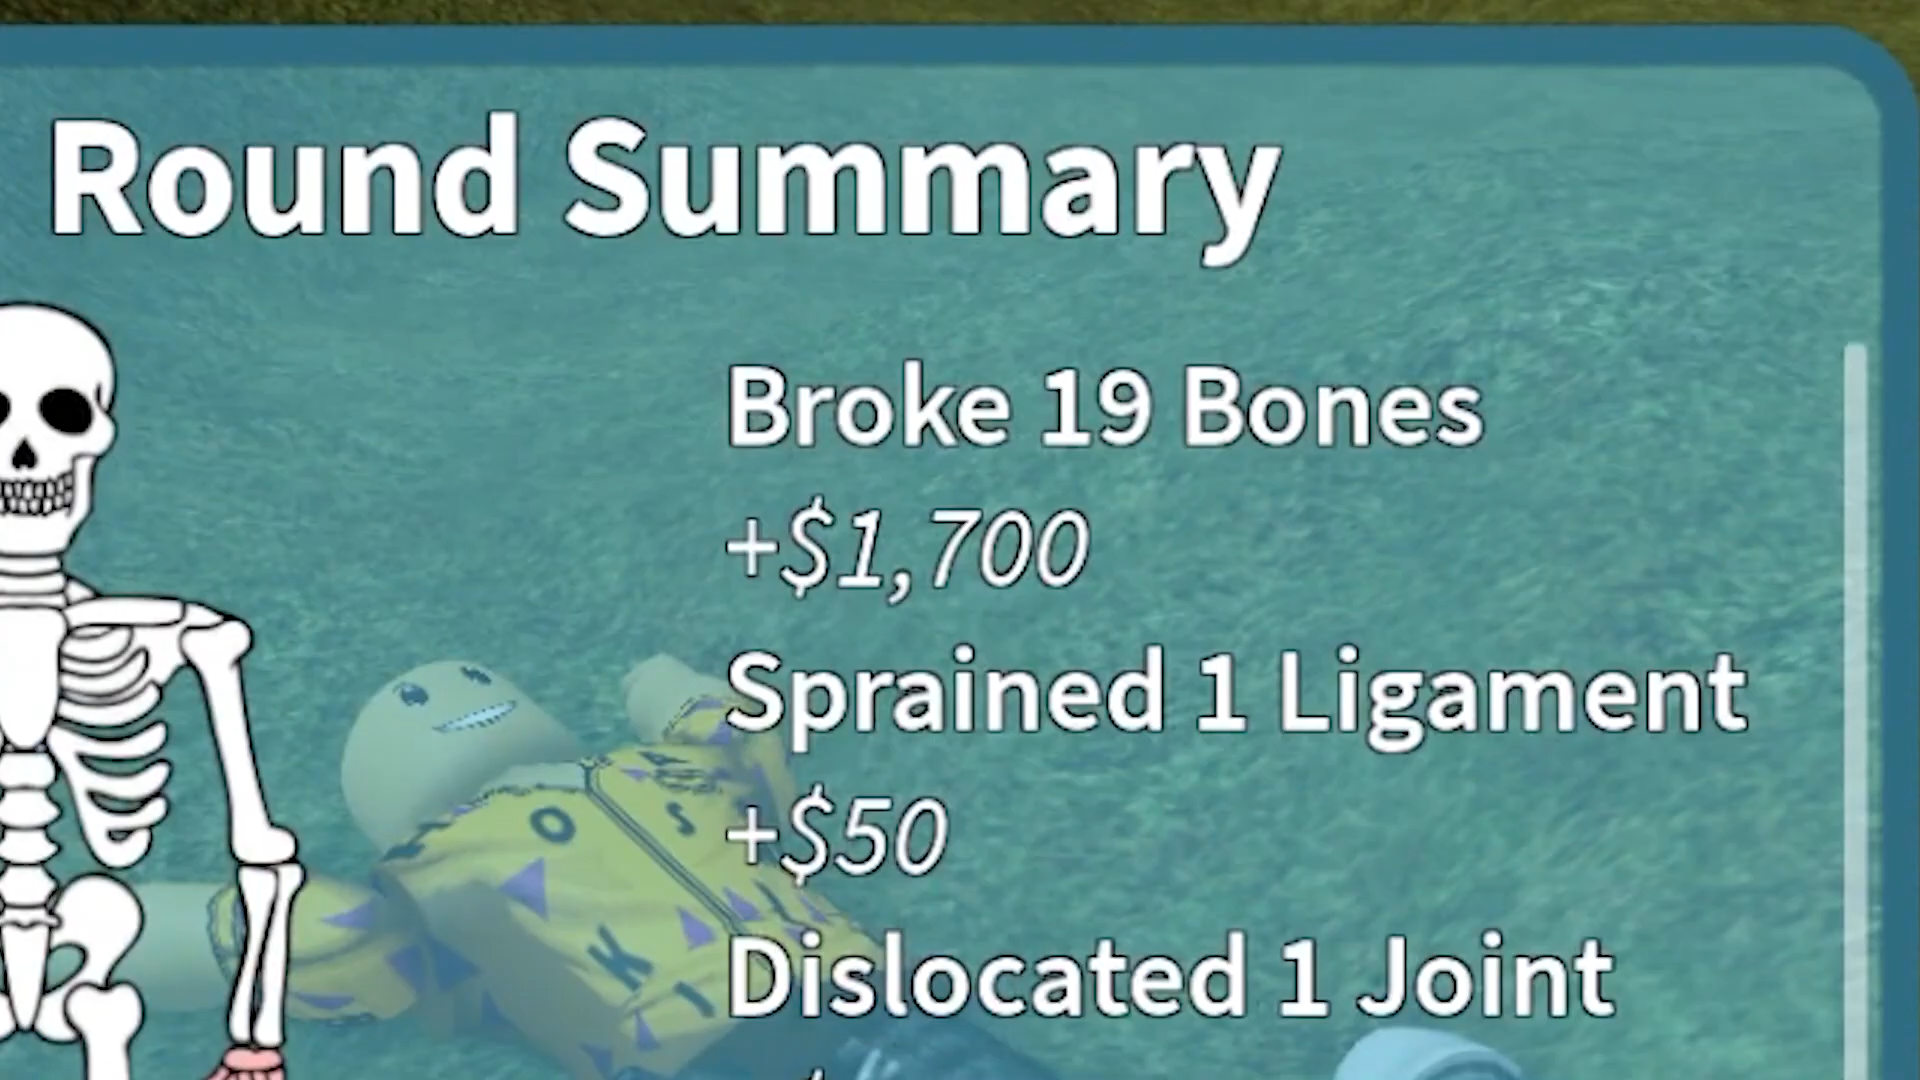 Round Summary
Broke 19 Bones
+$1,700
Sprained 1 Ligament
+$50
Dislocated 1 Joint